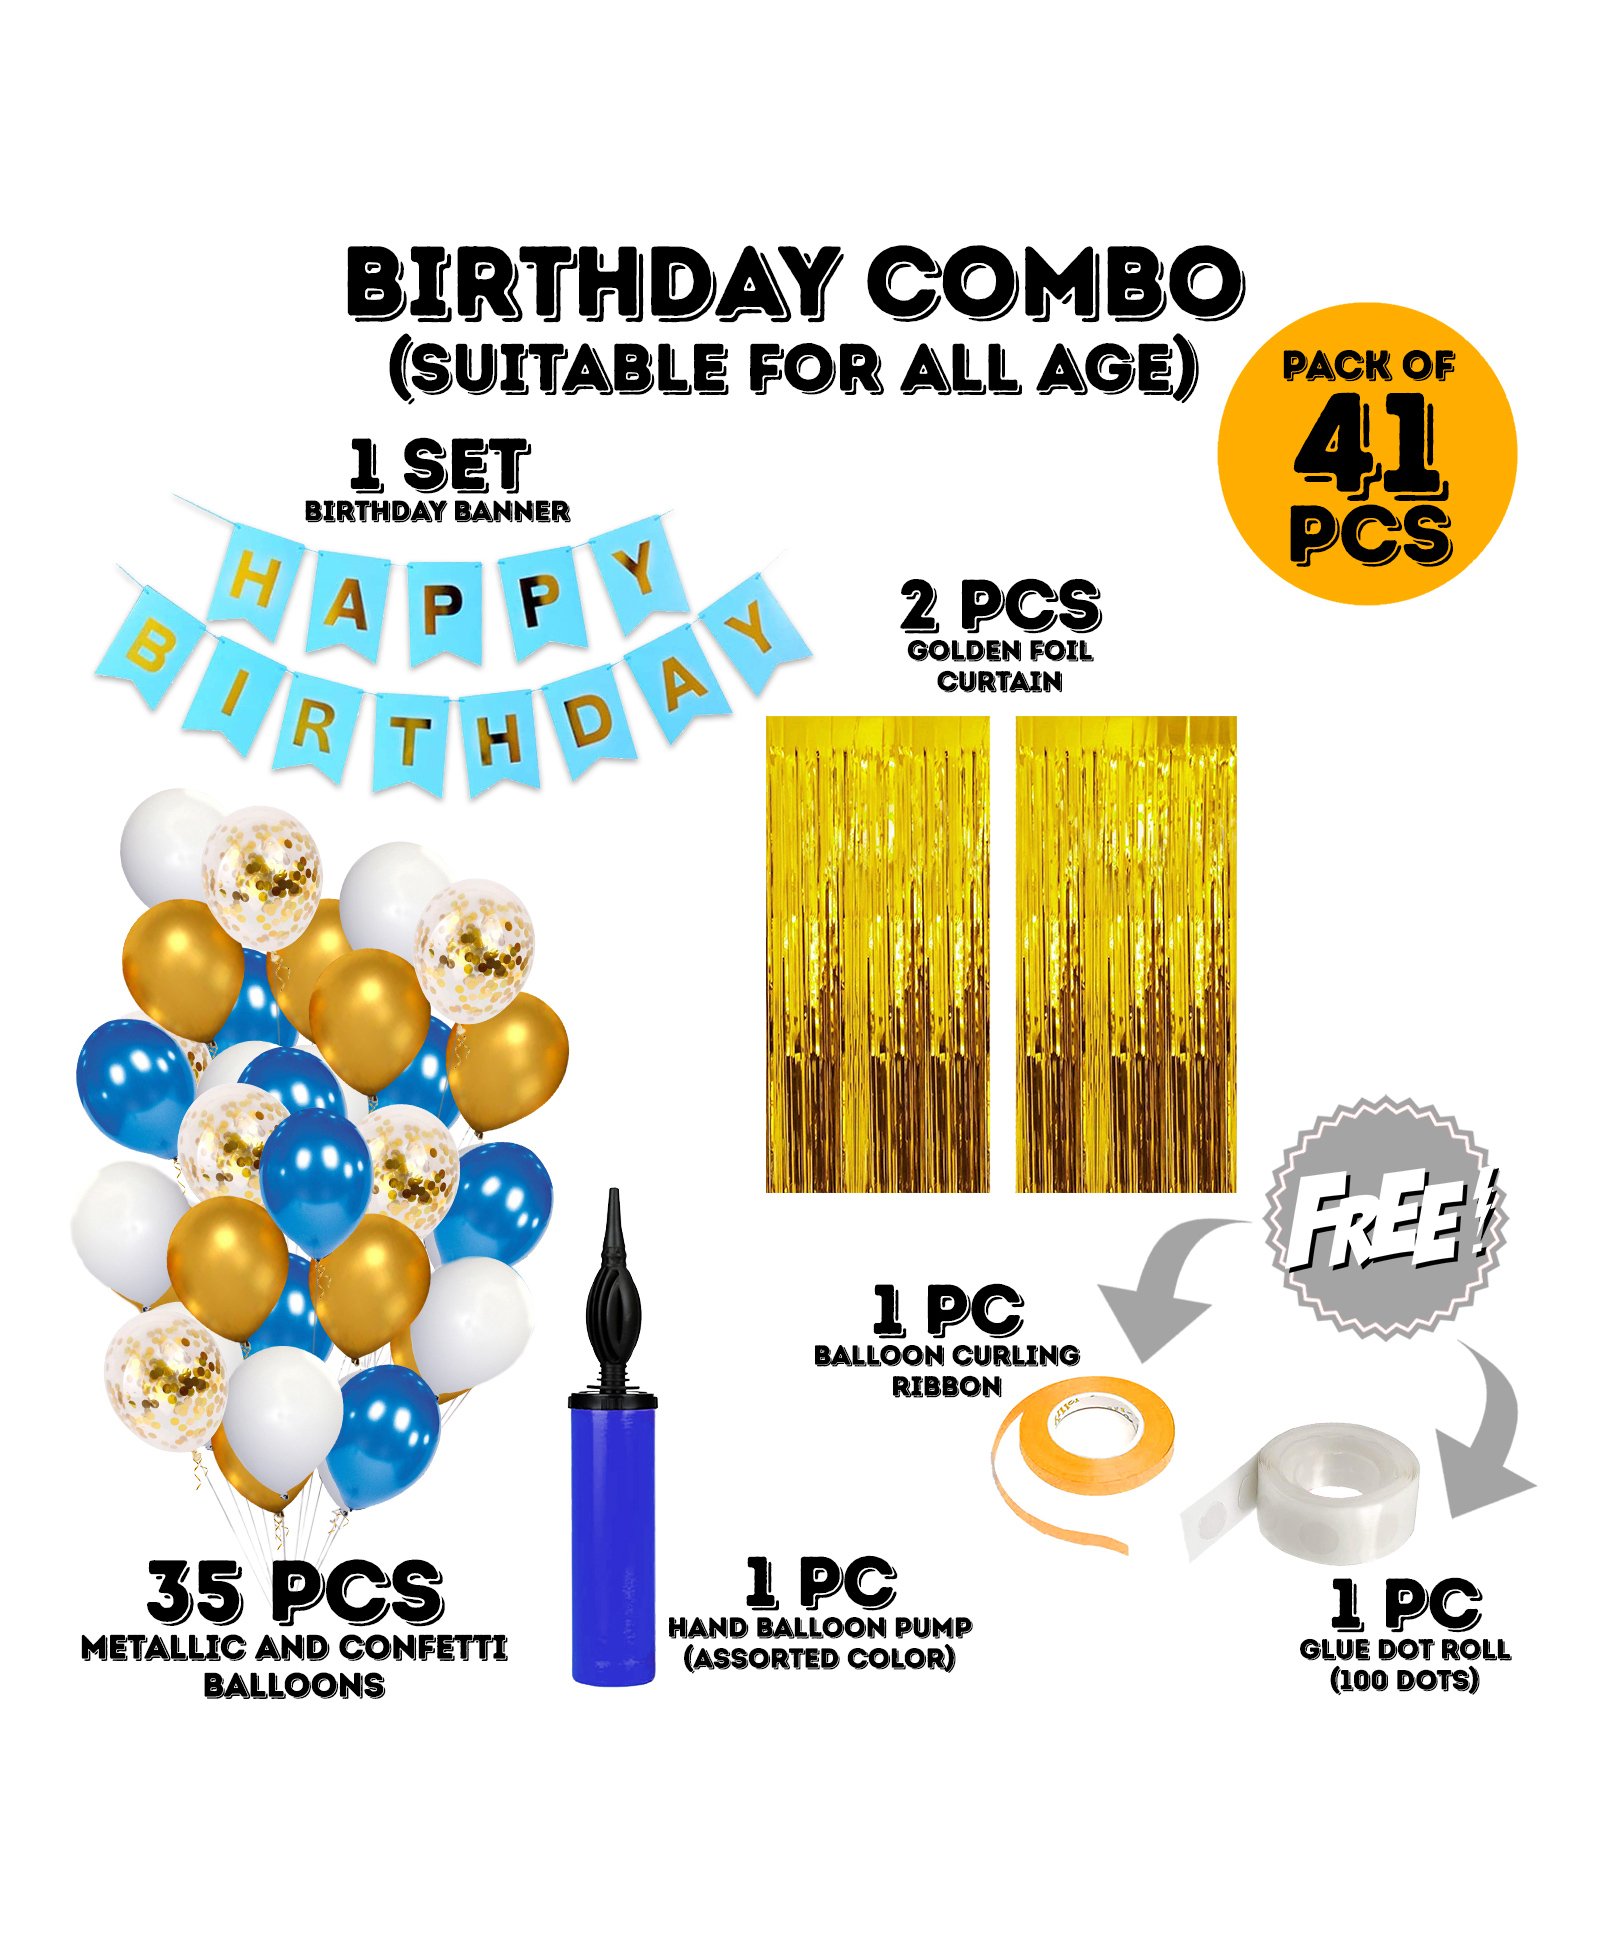 BIRTHDAY COMBO
(SUITABLE FOR ALL AGE)
PACK OF
41
PCS
1 SET
BIRTHDAY BANNER
HAPPY
BIRTHDAY
2 PCS
GOLDEN FOIL
CURTAIN
FREE!
1 PC
BALLOON CURLING
RIBBON
35 PCS
METALLIC AND CONFETTI
BALLOONS
1 PC
HAND BALLOON PUMP
(ASSORTED COLOR)
1 PC
GLUE DOT ROLL
(100 DOTS)